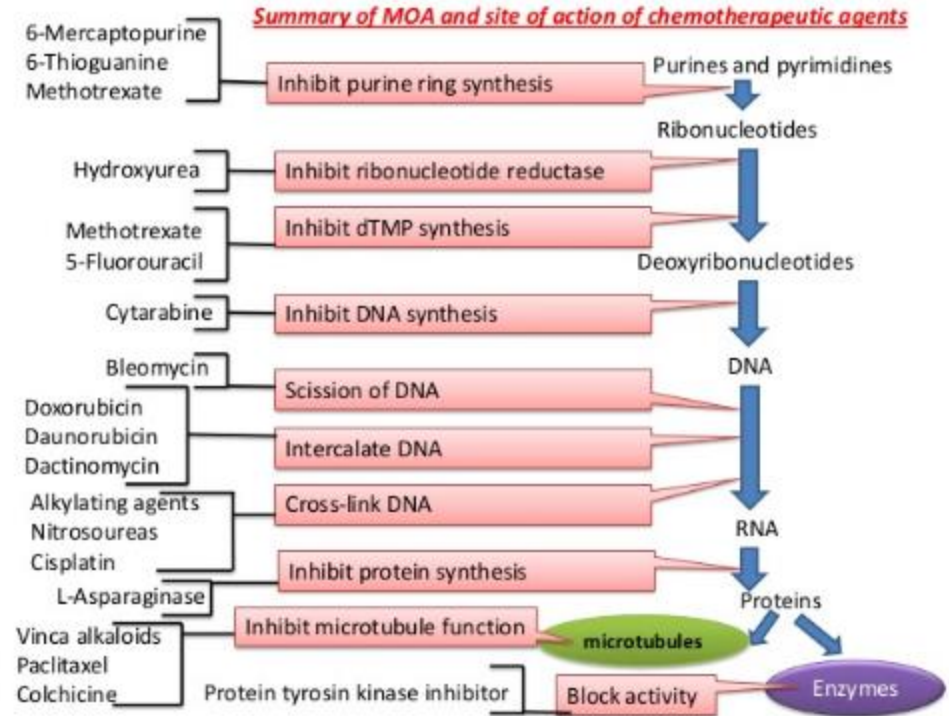 Summary of MOA and site of action of chemotherapeutic agents
6-Mercaptopurine
6-Thioguanine
Methotrexate
Inhibit purine ring synthesis
Purines and pyrimidines
Ribonucleotides
Hydroxyurea
Inhibit ribonucleotide reductase
Methotrexate
5-Fluorouracil
Inhibit dTMP synthesis
Deoxyribonucleotides
Cytarabine
Inhibit DNA synthesis
DNA
Bleomycin
Scission of DNA
Doxorubicin
Daunorubicin
Dactinomycin
Intercalate DNA
Alkylating agents
Nitrosoureas
Cisplatin
Cross-link DNA
RNA
L-Asparaginase
Inhibit protein synthesis
Proteins
Vinca alkaloids
Paclitaxel
Colchicine
Inhibit microtubule function
microtubules
Protein tyrosin kinase inhibitor
Block activity
Enzymes